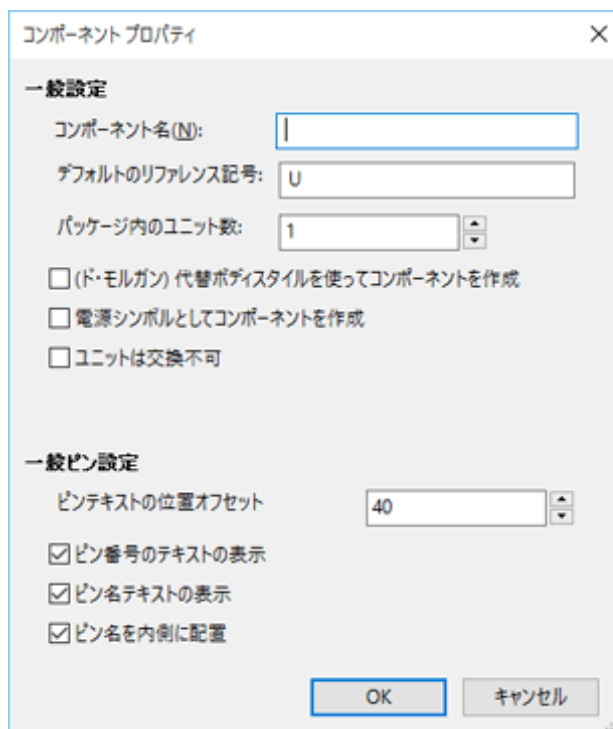 コンポーネント プロパティ
一般設定
コンポーネント名(N):
デフォルトのリファレンス記号: U
パッケージ内のユニット数: 1
(ド・モルガン) 代替ボディスタイルを使ってコンポーネントを作成
電源シンボルとしてコンポーネントを作成
ユニットは交換不可
一般ピン設定
ピンテキストの位置オフセット 40
ピン番号のテキストの表示
ピン名テキストの表示
ピン名を内側に配置
OK キャンセル